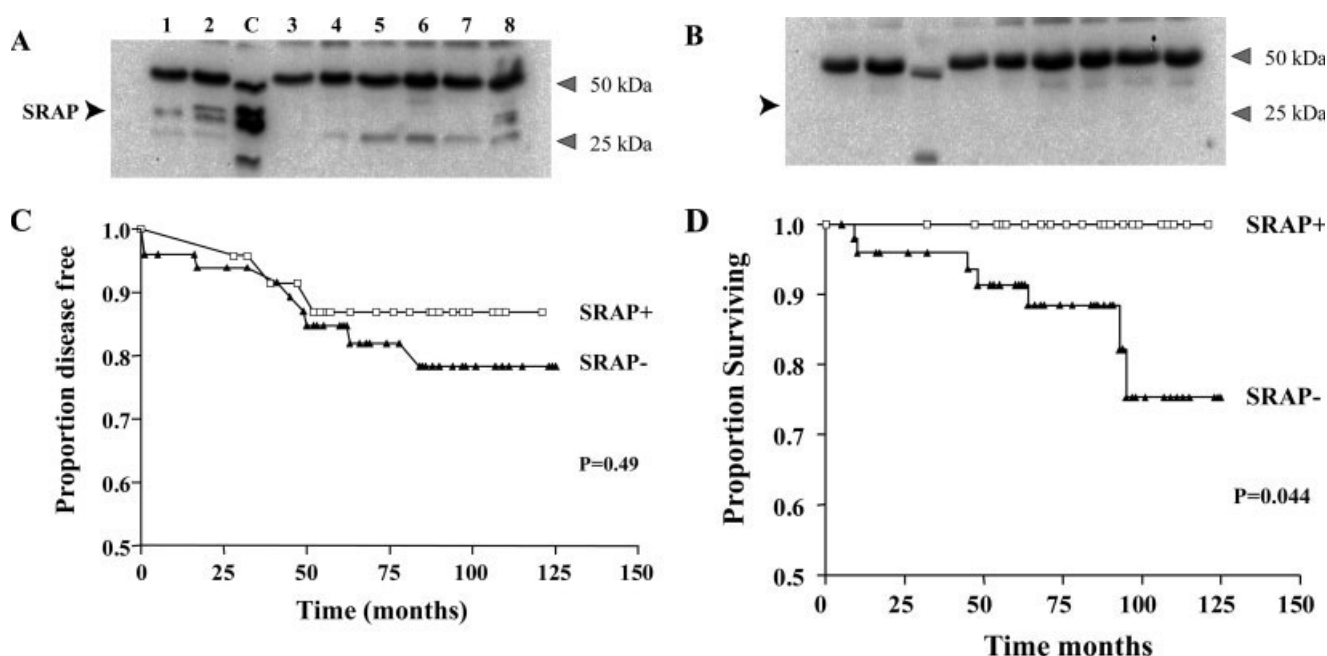 A
1 2 C 3 4 5 6 7 8
SRAP
50 kDa
25 kDa
B
50 kDa
25 kDa
C
Proportion disease free
1.0
0.9
0.8
0.7
0.6
0.5
0 25 50 75 100 125 150
Time (months)
SRAP+
SRAP-
P=0.49
D
Proportion Surviving
1.0
0.9
0.8
0.7
0.6
0.5
0 25 50 75 100 125 150
Time months
SRAP+
SRAP-
P=0.044